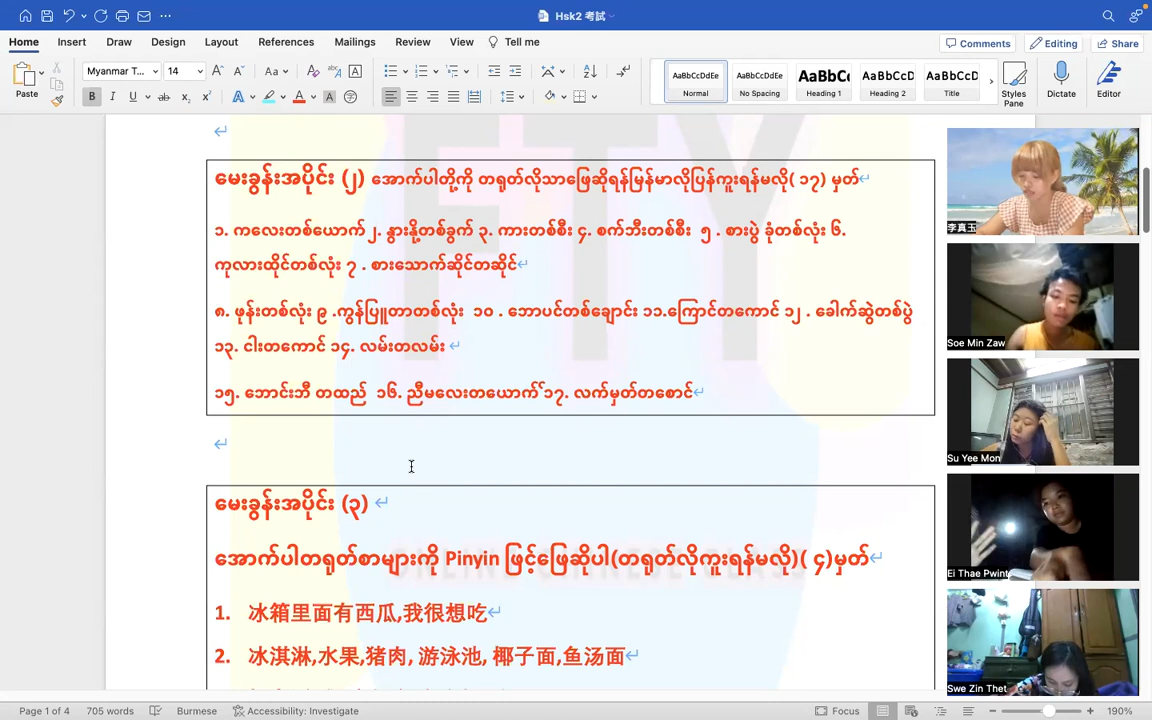 Hsk2 考試
Home Insert Draw Design Layout References Mailings Review View Tell me
Comments Editing Share
Paste
Myanmar T... 14
AaBbCcDdEe AaBbCcDdEe AaBbCc AaBbCcD AaBbCcD
Normal No Spacing Heading 1 Heading 2 Title
Styles Pane
Dictate
Editor
မေးခွန်းအပိုင်း (၂) အောက်ပါတို့ကို တရုတ်လိုသာဖြေဆိုရန်မြန်မာလိုပြန်ကူးရန်မလို( ၁၇) မှတ်
၁. ကလေးတစ်ယောက်၂. နွားနို့တစ်ခွက် ၃. ကားတစ်စီး ၄. စက်ဘီးတစ်စီး ၅ . စားပွဲ ခုံတစ်လုံး ၆.
ကုလားထိုင်တစ်လုံး ၇ . စားသောက်ဆိုင်တဆိုင်
၈. ဖုန်းတစ်လုံး ၉ .ကွန်ပြူတာတစ်လုံး ၁၀ . ဘောပင်တစ်ချောင်း ၁၁.ကြောင်တကောင် ၁၂ . ခေါက်ဆွဲတစ်ပွဲ
၁၃. ငါးတကောင် ၁၄. လမ်းတလမ်း
၁၅. ဘောင်းဘီ တထည် ၁၆. ညီမလေးတယောက် ၁၇. လက်မှတ်တစောင်
မေးခွန်းအပိုင်း (၃)
အောက်ပါတရုတ်စာများကို Pinyin ဖြင့်ဖြေဆိုပါ(တရုတ်လိုကူးရန်မလို)( ၄)မှတ်
1. 冰箱里面有西瓜,我很想吃
2. 冰淇淋,水果,猪肉, 游泳池, 椰子面,鱼汤面
李真玉
Soe Min Zaw
Su Yee Mon
Ei Thae Pwint
Swe Zin Thet
Page 1 of 4 705 words Burmese Accessibility: Investigate Focus 190%